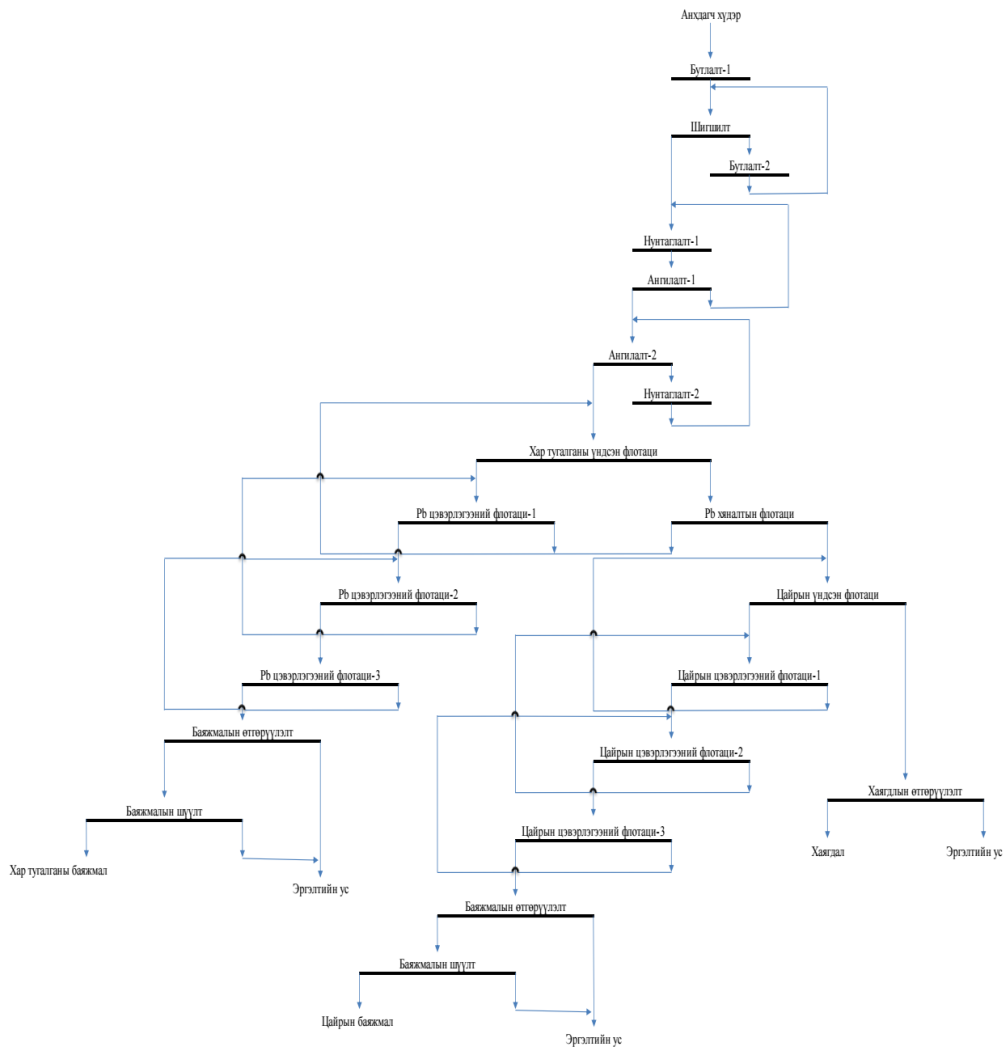 Анхдагч хүдэр
Бутлалт-1
Шигшилт
Бутлалт-2
Нунтаглалт-1
Ангилалт-1
Ангилалт-2
Нунтаглалт-2
Хар тугалганы үндсэн флотаци
Pb цэвэрлэгээний флотаци-1
Pb хяналтын флотаци
Pb цэвэрлэгээний флотаци-2
Цайрын үндсэн флотаци
Pb цэвэрлэгээний флотаци-3
Цайрын цэвэрлэгээний флотаци-1
Баяжмалын өтгөрүүлэлт
Цайрын цэвэрлэгээний флотаци-2
Хаягдлын өтгөрүүлэлт
Баяжмалын шүүлт
Цайрын цэвэрлэгээний флотаци-3
Хаягдал
Эргэлтийн ус
Хар тугалганы баяжмал
Эргэлтийн ус
Баяжмалын өтгөрүүлэлт
Баяжмалын шүүлт
Цайрын баяжмал
Эргэлтийн ус